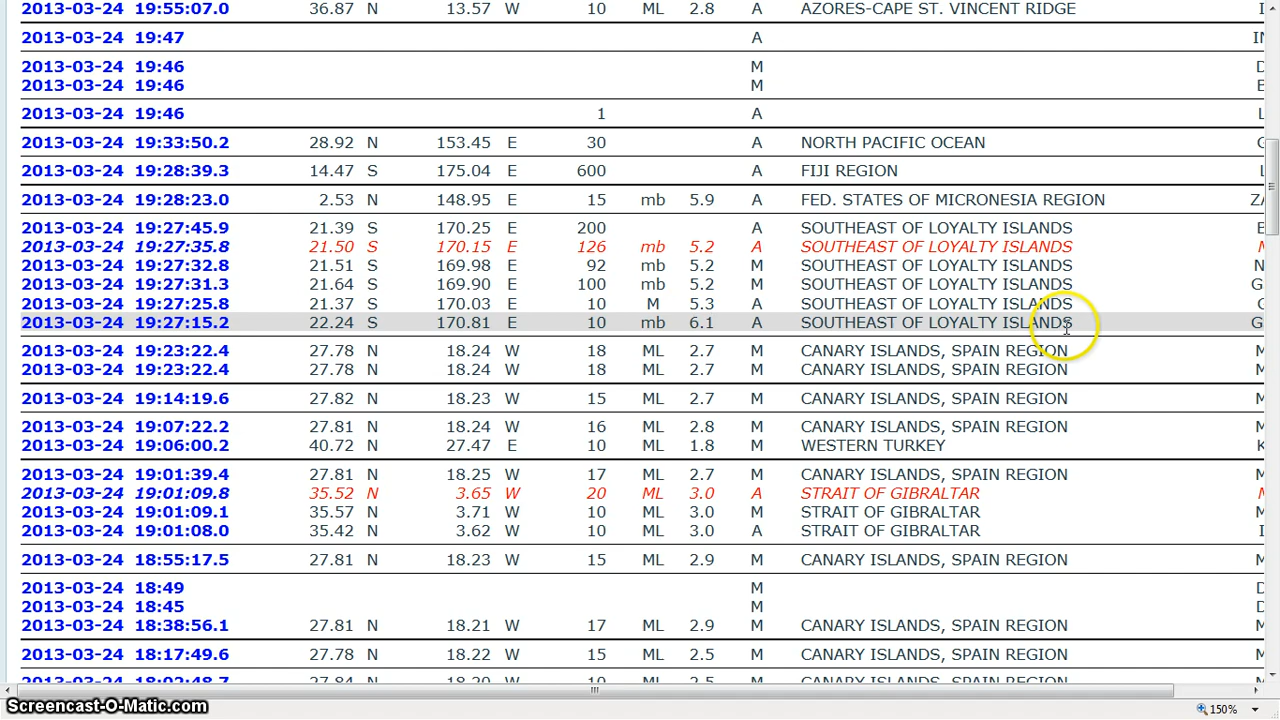 2013-03-24 19:55:07.0 36.87 N 13.57 W 10 ML 2.8 A AZORES-CAPE ST. VINCENT RIDGE
2013-03-24 19:47 A
2013-03-24 19:46 M
2013-03-24 19:46 M
2013-03-24 19:46 1 A
2013-03-24 19:33:50.2 28.92 N 153.45 E 30 A NORTH PACIFIC OCEAN
2013-03-24 19:28:39.3 14.47 S 175.04 E 600 A FIJI REGION
2013-03-24 19:28:23.0 2.53 N 148.95 E 15 mb 5.9 A FED. STATES OF MICRONESIA REGION
2013-03-24 19:27:45.9 21.39 S 170.25 E 200 A SOUTHEAST OF LOYALTY ISLANDS
2013-03-24 19:27:35.8 21.50 S 170.15 E 126 mb 5.2 A SOUTHEAST OF LOYALTY ISLANDS
2013-03-24 19:27:32.8 21.51 S 169.98 E 92 mb 5.2 M SOUTHEAST OF LOYALTY ISLANDS
2013-03-24 19:27:31.3 21.64 S 169.90 E 100 mb 5.2 M SOUTHEAST OF LOYALTY ISLANDS
2013-03-24 19:27:25.8 21.37 S 170.03 E 10 M 5.3 A SOUTHEAST OF LOYALTY ISLANDS
2013-03-24 19:27:15.2 22.24 S 170.81 E 10 mb 6.1 A SOUTHEAST OF LOYALTY ISLANDS
2013-03-24 19:23:22.4 27.78 N 18.24 W 18 ML 2.7 M CANARY ISLANDS, SPAIN REGION
2013-03-24 19:23:22.4 27.78 N 18.24 W 18 ML 2.7 M CANARY ISLANDS, SPAIN REGION
2013-03-24 19:14:19.6 27.82 N 18.23 W 15 ML 2.7 M CANARY ISLANDS, SPAIN REGION
2013-03-24 19:07:22.2 27.81 N 18.24 W 16 ML 2.8 M CANARY ISLANDS, SPAIN REGION
2013-03-24 19:06:00.2 40.72 N 27.47 E 10 ML 1.8 M WESTERN TURKEY
2013-03-24 19:01:39.4 27.81 N 18.25 W 17 ML 2.7 M CANARY ISLANDS, SPAIN REGION
2013-03-24 19:01:09.8 35.52 N 3.65 W 20 ML 3.0 A STRAIT OF GIBRALTAR
2013-03-24 19:01:09.1 35.57 N 3.71 W 10 ML 3.0 M STRAIT OF GIBRALTAR
2013-03-24 19:01:08.0 35.42 N 3.62 W 10 ML 3.0 A STRAIT OF GIBRALTAR
2013-03-24 18:55:17.5 27.81 N 18.23 W 15 ML 2.9 M CANARY ISLANDS, SPAIN REGION
2013-03-24 18:49 M
2013-03-24 18:45 M
2013-03-24 18:38:56.1 27.81 N 18.21 W 17 ML 2.9 M CANARY ISLANDS, SPAIN REGION
2013-03-24 18:17:49.6 27.78 N 18.22 W 15 ML 2.5 M CANARY ISLANDS, SPAIN REGION
2013-03-24 18:02:48.7 27.84 N 18.20 W 10 ML 2.5 M CANARY ISLANDS, SPAIN REGION
Screencast-O-Matic.com
150%